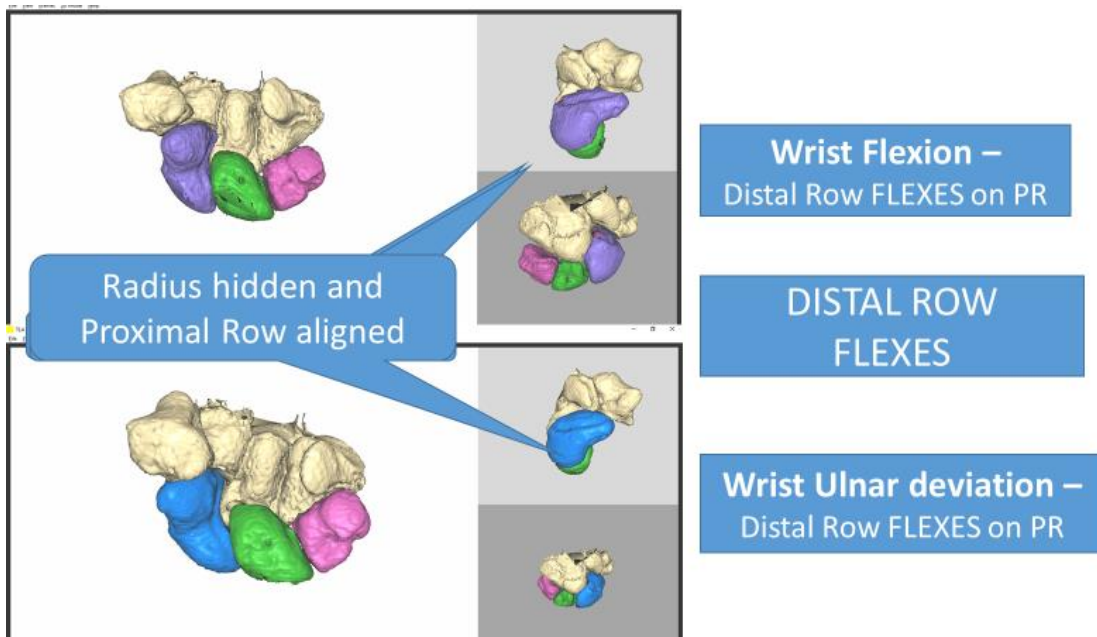 Wrist Flexion –
Distal Row FLEXES on PR
Radius hidden and
Proximal Row aligned
DISTAL ROW
FLEXES
Wrist Ulnar deviation –
Distal Row FLEXES on PR